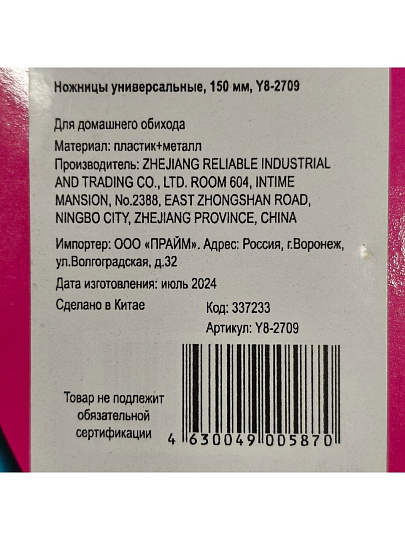 Ножницы универсальные, 150 мм, Y8-2709
Для домашнего обихода
Материал: пластик+металл
Производитель: ZHEJIANG RELIABLE INDUSTRIAL
AND TRADING CO., LTD. ROOM 604, INTIME
MANSION, No.2388, EAST ZHONGSHAN ROAD,
NINGBO CITY, ZHEJIANG PROVINCE, CHINA
Импортер: ООО «ПРАЙМ». Адрес: Россия, г.Воронеж,
ул.Волгоградская, д.32
Дата изготовления: июль 2024
Сделано в Китае
Код: 337233
Артикул: Y8-2709
Товар не подлежит
обязательной
сертификации
4 630049 005870